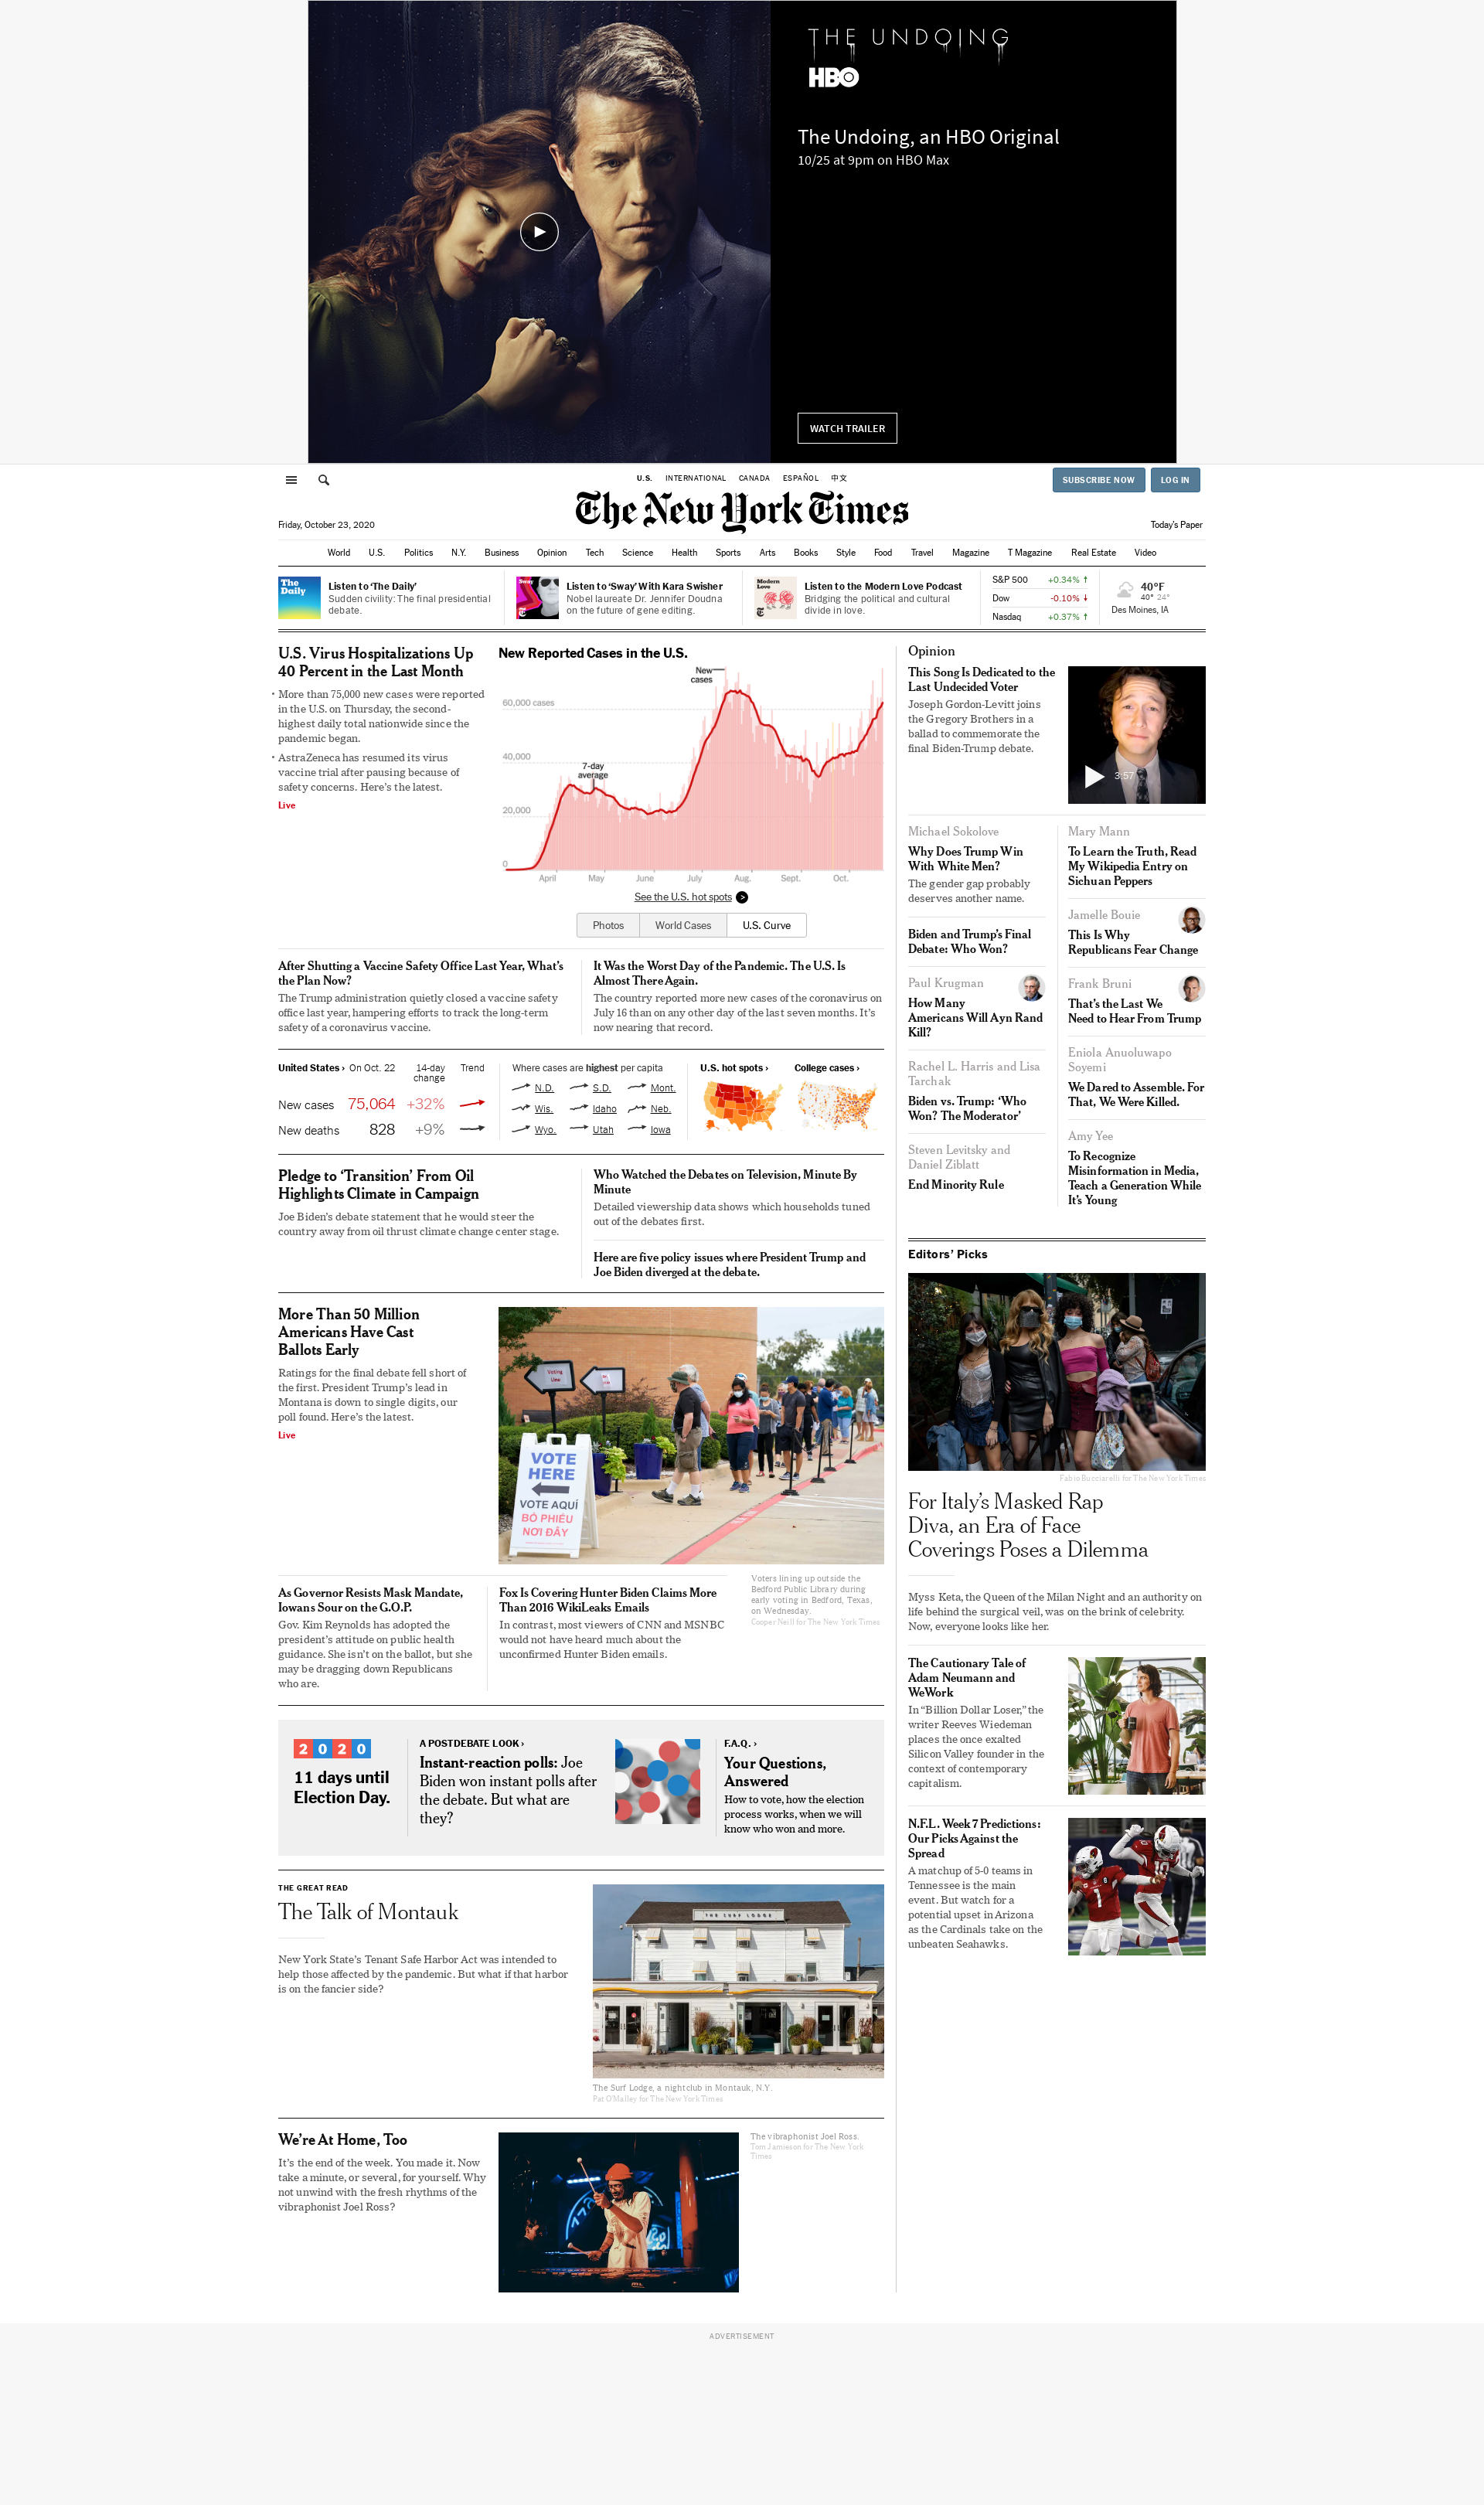 THE UNDOING
HBO
The Undoing, an HBO Original
10/25 at 9pm on HBO Max
WATCH TRAILER
U.S.
INTERNATIONAL
CANADA
ESPAÑOL
中文
SUBSCRIBE NOW
LOG IN
The New York Times
Friday, October 23, 2020
Today's Paper
World
U.S.
Politics
N.Y.
Business
Opinion
Tech
Science
Health
Sports
Arts
Books
Style
Food
Travel
Magazine
T Magazine
Real Estate
Video
The
Daily
Listen to ‘The Daily’
Sudden civility: The final presidential
debate.
Sway
Listen to ‘Sway’ With Kara Swisher
Nobel laureate Dr. Jennifer Doudna
on the future of gene editing.
Modern
Love
Listen to the Modern Love Podcast
Bridging the political and cultural
divide in love.
S&P 500 +0.34% ↑
Dow -0.10% ↓
Nasdaq +0.37% ↑
40°F
40° 24°
Des Moines, IA
U.S. Virus Hospitalizations Up
40 Percent in the Last Month
• More than 75,000 new cases were reported
in the U.S. on Thursday, the second-
highest daily total nationwide since the
pandemic began.
• AstraZeneca has resumed its virus
vaccine trial after pausing because of
safety concerns. Here’s the latest.
Live
New Reported Cases in the U.S.
New
cases
60,000 cases
40,000
7-day
average
20,000
0
April
May
June
July
Aug.
Sept.
Oct.
See the U.S. hot spots >
Photos
World Cases
U.S. Curve
After Shutting a Vaccine Safety Office Last Year, What’s
the Plan Now?
The Trump administration quietly closed a vaccine safety
office last year, hampering efforts to track the long-term
safety of a coronavirus vaccine.
It Was the Worst Day of the Pandemic. The U.S. Is
Almost There Again.
The country reported more new cases of the coronavirus on
July 16 than on any other day of the last seven months. It’s
now nearing that record.
United States › On Oct. 22 14-day Trend
change
New cases 75,064 +32%
New deaths 828 +9%
Where cases are highest per capita
N.D. S.D. Mont.
Wis. Idaho Neb.
Wyo. Utah Iowa
U.S. hot spots ›
College cases ›
Pledge to ‘Transition’ From Oil
Highlights Climate in Campaign
Joe Biden’s debate statement that he would steer the
country away from oil thrust climate change center stage.
Who Watched the Debates on Television, Minute By
Minute
Detailed viewership data shows which households tuned
out of the debates first.
Here are five policy issues where President Trump and
Joe Biden diverged at the debate.
More Than 50 Million
Americans Have Cast
Ballots Early
Ratings for the final debate fell short of
the first. President Trump’s lead in
Montana is down to single digits, our
poll found. Here’s the latest.
Live
Voting
Voting
VOTE
HERE
VOTE AQUÍ
BỎ PHIẾU
NƠI ĐÂY
Voters lining up outside the
Bedford Public Library during
early voting in Bedford, Texas,
on Wednesday.
Cooper Neill for The New York Times
As Governor Resists Mask Mandate,
Iowans Sour on the G.O.P.
Gov. Kim Reynolds has adopted the
president’s attitude on public health
guidance. She isn’t on the ballot, but she
may be dragging down Republicans
who are.
Fox Is Covering Hunter Biden Claims More
Than 2016 WikiLeaks Emails
In contrast, most viewers of CNN and MSNBC
would not have heard much about the
unconfirmed Hunter Biden emails.
2020
11 days until
Election Day.
A POSTDEBATE LOOK ›
Instant-reaction polls: Joe
Biden won instant polls after
the debate. But what are
they?
F.A.Q. ›
Your Questions,
Answered
How to vote, how the election
process works, when we will
know who won and more.
THE GREAT READ
The Talk of Montauk
New York State’s Tenant Safe Harbor Act was intended to
help those affected by the pandemic. But what if that harbor
is on the fancier side?
THE SURF LODGE
The Surf Lodge, a nightclub in Montauk, N.Y.
Pat O'Malley for The New York Times
We’re At Home, Too
It’s the end of the week. You made it. Now
take a minute, or several, for yourself. Why
not unwind with the fresh rhythms of the
vibraphonist Joel Ross?
The vibraphonist Joel Ross.
Tom Jamieson for The New York
Times
Opinion
This Song Is Dedicated to the
Last Undecided Voter
Joseph Gordon-Levitt joins
the Gregory Brothers in a
ballad to commemorate the
final Biden-Trump debate.
3:57
Michael Sokolove
Why Does Trump Win
With White Men?
The gender gap probably
deserves another name.
Biden and Trump’s Final
Debate: Who Won?
Paul Krugman
How Many
Americans Will Ayn Rand
Kill?
Rachel L. Harris and Lisa
Tarchak
Biden vs. Trump: ‘Who
Won? The Moderator’
Steven Levitsky and
Daniel Ziblatt
End Minority Rule
Mary Mann
To Learn the Truth, Read
My Wikipedia Entry on
Sichuan Peppers
Jamelle Bouie
This Is Why
Republicans Fear Change
Frank Bruni
That’s the Last We
Need to Hear From Trump
Eniola Anuoluwapo
Soyemi
We Dared to Assemble. For
That, We Were Killed.
Amy Yee
To Recognize
Misinformation in Media,
Teach a Generation While
It’s Young
Editors’ Picks
Fabio Bucciarelli for The New York Times
For Italy’s Masked Rap
Diva, an Era of Face
Coverings Poses a Dilemma
Myss Keta, the Queen of the Milan Night and an authority on
life behind the surgical veil, was on the brink of celebrity.
Now, everyone looks like her.
The Cautionary Tale of
Adam Neumann and
WeWork
In “Billion Dollar Loser,” the
writer Reeves Wiedeman
places the once exalted
Silicon Valley founder in the
context of contemporary
capitalism.
N.F.L. Week 7 Predictions:
Our Picks Against the
Spread
A matchup of 5-0 teams in
Tennessee is the main
event. But watch for a
potential upset in Arizona
as the Cardinals take on the
unbeaten Seahawks.
1
10
ADVERTISEMENT